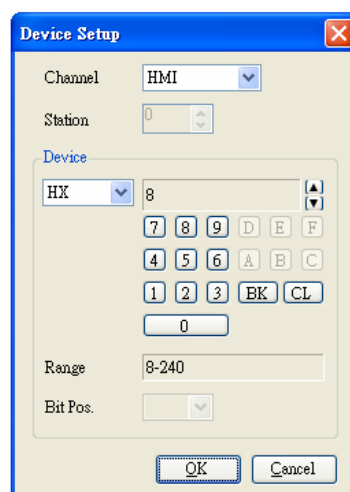 Device Setup
Channel HMI
Station 0
Device
HX 8
7 8 9 D E F
4 5 6 A B C
1 2 3 BK CL
0
Range 8-240
Bit Pos.
OK Cancel